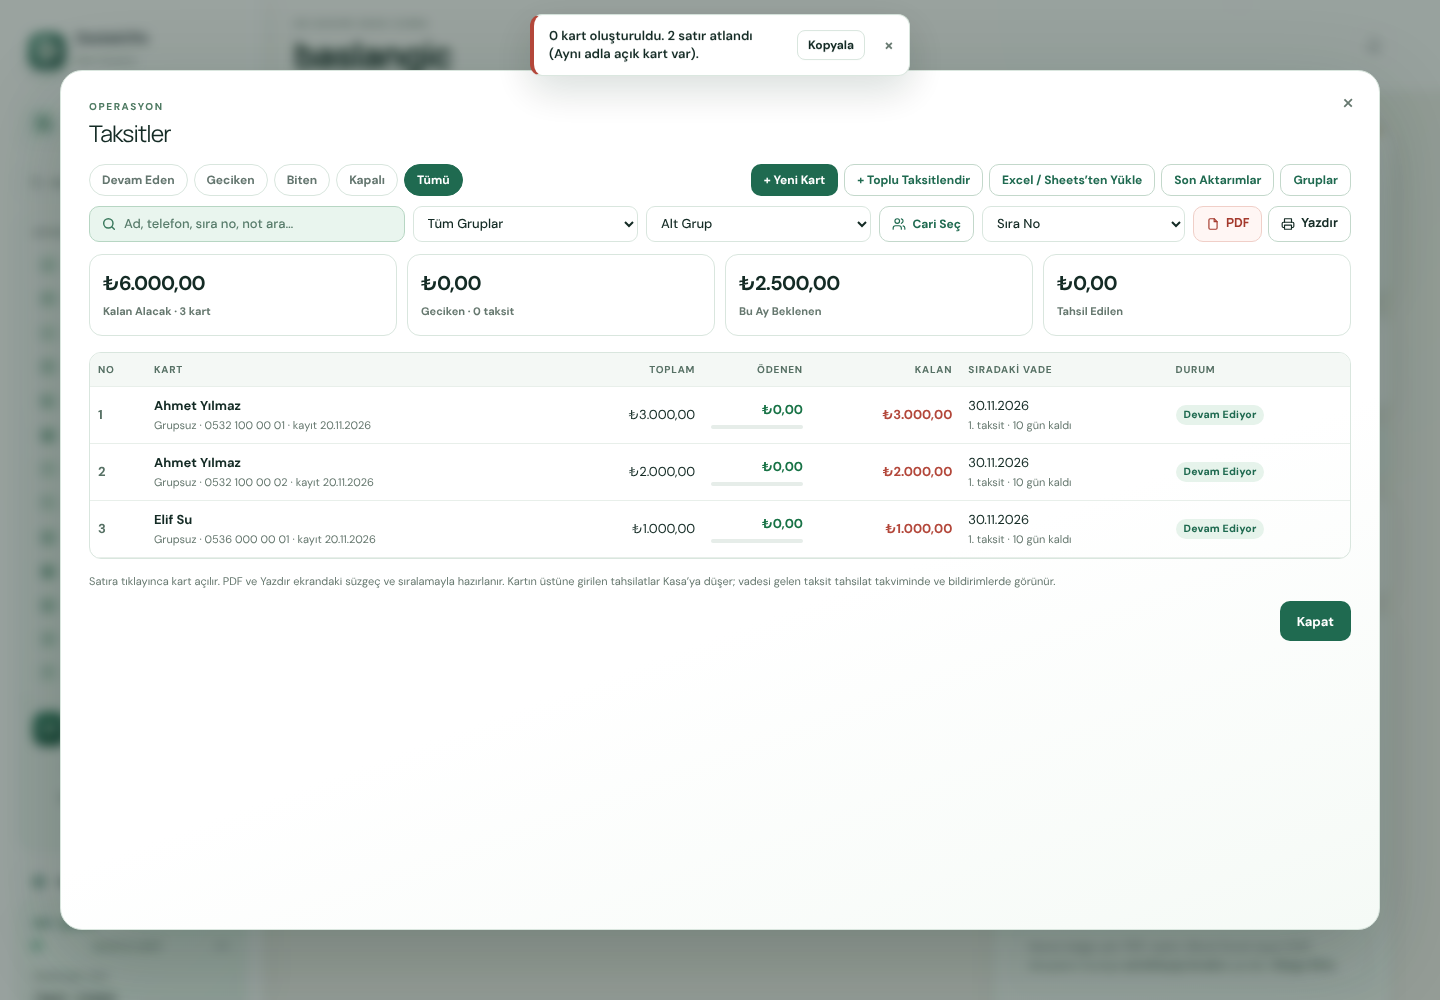 0 kart oluşturuldu. 2 satır atlandı
(Aynı adla açık kart var).
Kopyala
×
baslangic
OPERASYON
×
Taksitler
Devam Eden
Geciken
Biten
Kapalı
Tümü
+ Yeni Kart
+ Toplu Taksitlendir
Excel / Sheets'ten Yükle
Son Aktarımlar
Gruplar
Ad, telefon, sıra no, not ara…
Tüm Gruplar
Alt Grup
Cari Seç
Sıra No
PDF
Yazdır
₺6.000,00
Kalan Alacak · 3 kart
₺0,00
Geciken · 0 taksit
₺2.500,00
Bu Ay Beklenen
₺0,00
Tahsil Edilen
NO KART TOPLAM ÖDENEN KALAN SIRADAKİ VADE DURUM
1 Ahmet Yılmaz ₺3.000,00 ₺0,00 ₺3.000,00 30.11.2026 Devam Ediyor
Grupsuz · 0532 100 00 01 · kayıt 20.11.2026 1. taksit · 10 gün kaldı
2 Ahmet Yılmaz ₺2.000,00 ₺0,00 ₺2.000,00 30.11.2026 Devam Ediyor
Grupsuz · 0532 100 00 02 · kayıt 20.11.2026 1. taksit · 10 gün kaldı
3 Elif Su ₺1.000,00 ₺0,00 ₺1.000,00 30.11.2026 Devam Ediyor
Grupsuz · 0536 000 00 01 · kayıt 20.11.2026 1. taksit · 10 gün kaldı
Satıra tıklayınca kart açılır. PDF ve Yazdır ekrandaki süzgeç ve sıralamayla hazırlanır. Kartın üstüne girilen tahsilatlar Kasa'ya düşer; vadesi gelen taksit tahsilat takviminde ve bildirimlerde görünür.
Kapat